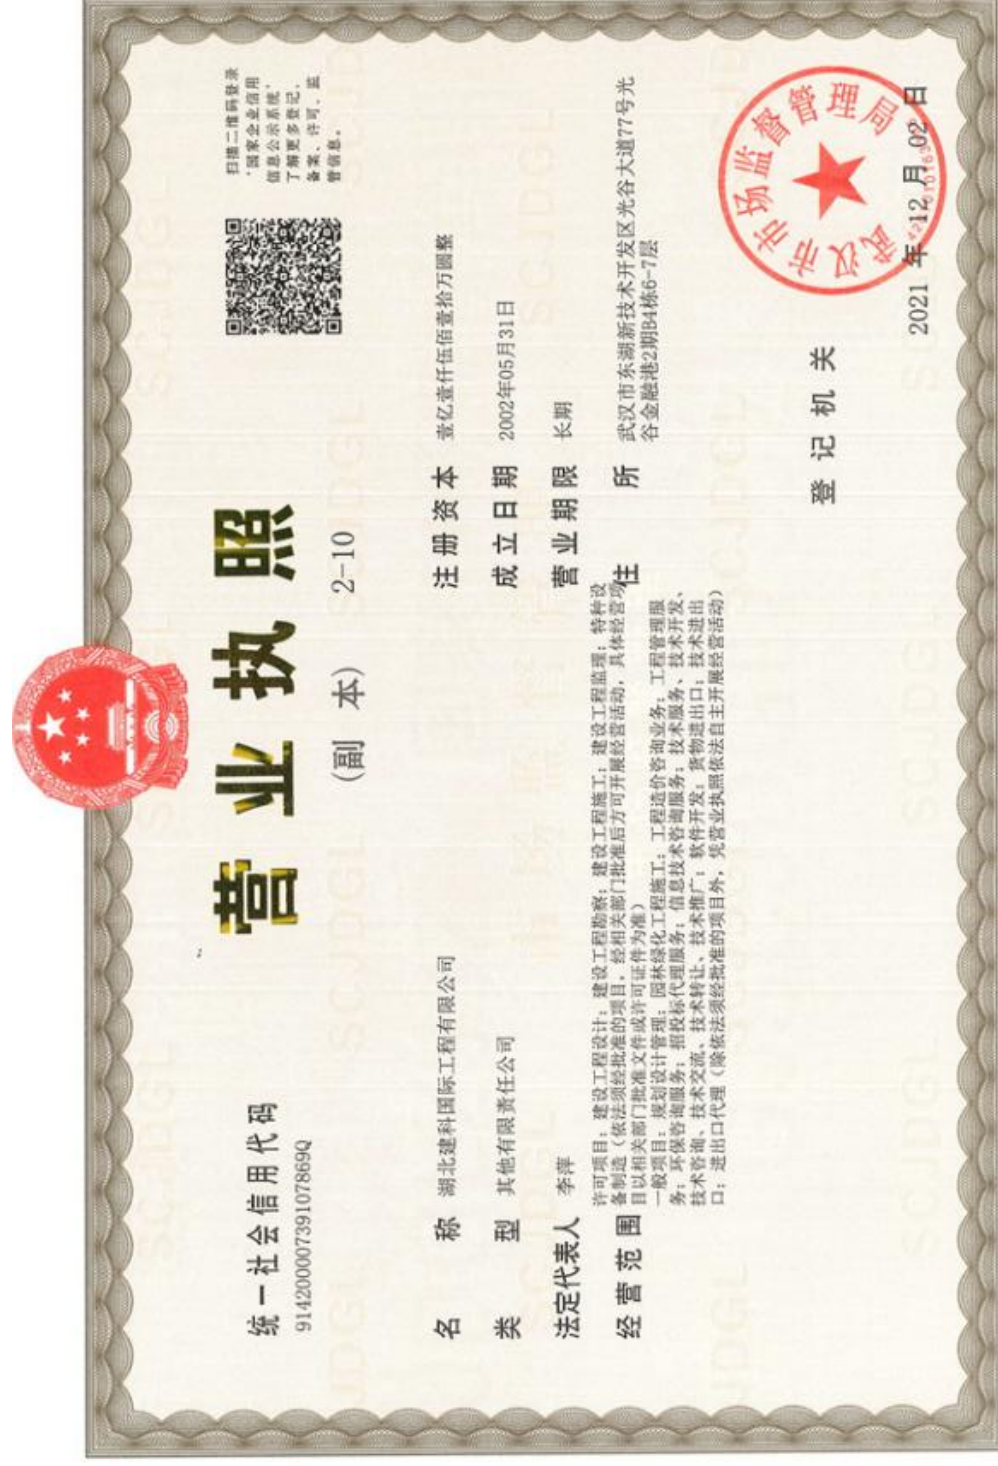 统一社会信用代码
91420000739107869Q
营业执照
(副 本) 2-10
扫描二维码登录
“国家企业信用
信息公示系统”
了解更多登记、
备案、许可、监
管信息。
名 称 湖北建科国际工程有限公司
类 型 其他有限责任公司
法定代表人 李萍
经营范围 许可项目：建设工程设计；建设工程勘察；建设工程施工；建设工程监理；特种设
备制造（依法须经批准的项目，经相关部门批准后方可开展经营活动，具体经营项
目以相关部门批准文件或许可证件为准）
一般项目：规划设计管理；园林绿化工程施工；工程造价咨询业务；工程管理服
务；环保咨询服务；招投标代理服务；信息技术咨询服务；技术服务、技术开发、
技术咨询、技术交流、技术转让、技术推广；软件开发；货物进出口；技术进出
口；进出口代理（除依法须经批准的项目外，凭营业执照依法自主开展经营活动）
注册资本 壹亿壹仟伍佰壹拾万圆整
成立日期 2002年05月31日
营业期限 长期
住 所 武汉市东湖新技术开发区光谷大道77号光
谷金融港2期B4栋6-7层
登记机关
武汉市市场监督管理局
2021 年 12 月 02 日